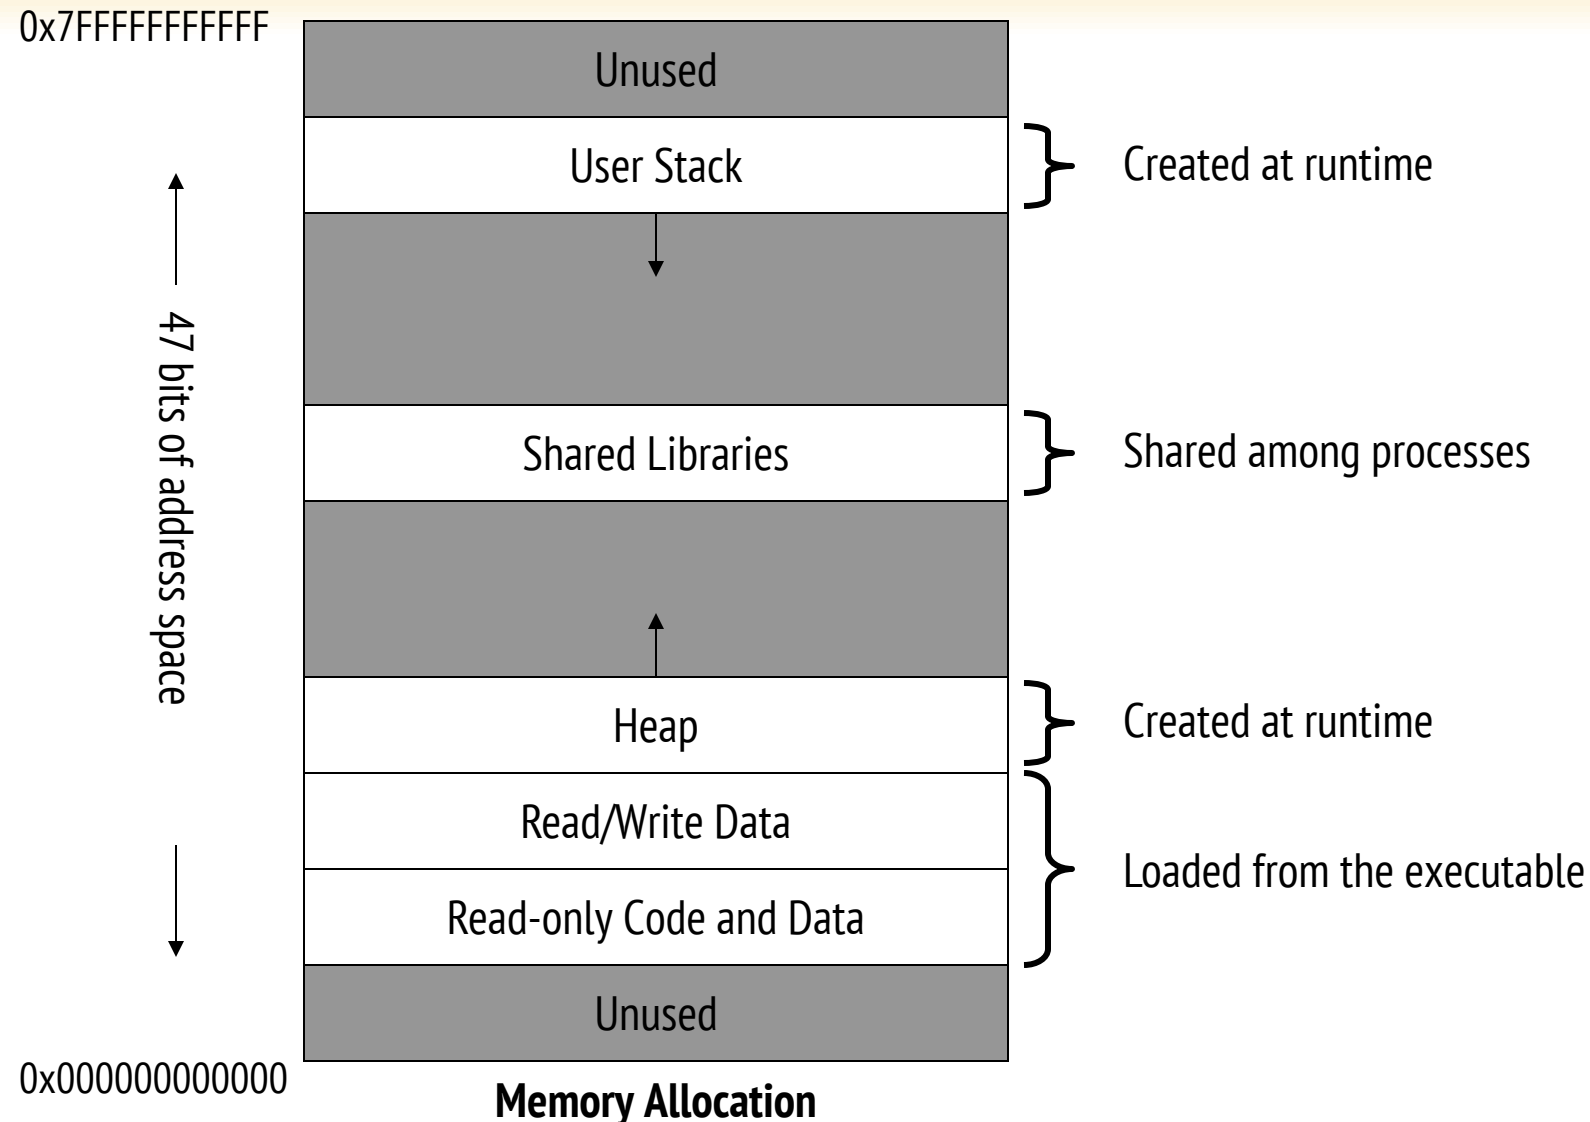 0x7FFFFFFFFFFF
Unused
User Stack
Created at runtime
47 bits of address space
Shared Libraries
Shared among processes
Heap
Created at runtime
Read/Write Data
Loaded from the executable
Read-only Code and Data
Unused
0x000000000000
Memory Allocation